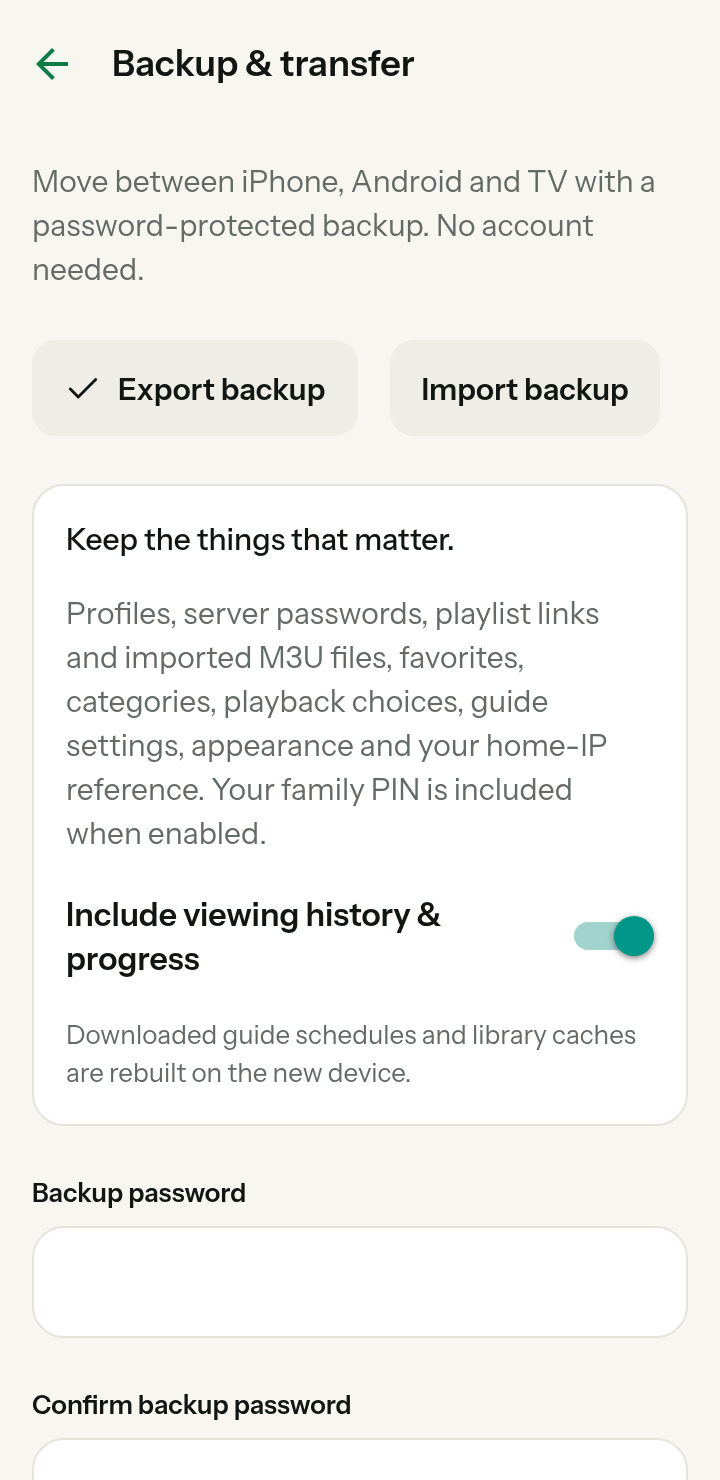 Backup & transfer
Move between iPhone, Android and TV with a
password-protected backup. No account
needed.
Export backup
Import backup
Keep the things that matter.
Profiles, server passwords, playlist links
and imported M3U files, favorites,
categories, playback choices, guide
settings, appearance and your home-IP
reference. Your family PIN is included
when enabled.
Include viewing history &
progress
Downloaded guide schedules and library caches
are rebuilt on the new device.
Backup password
Confirm backup password